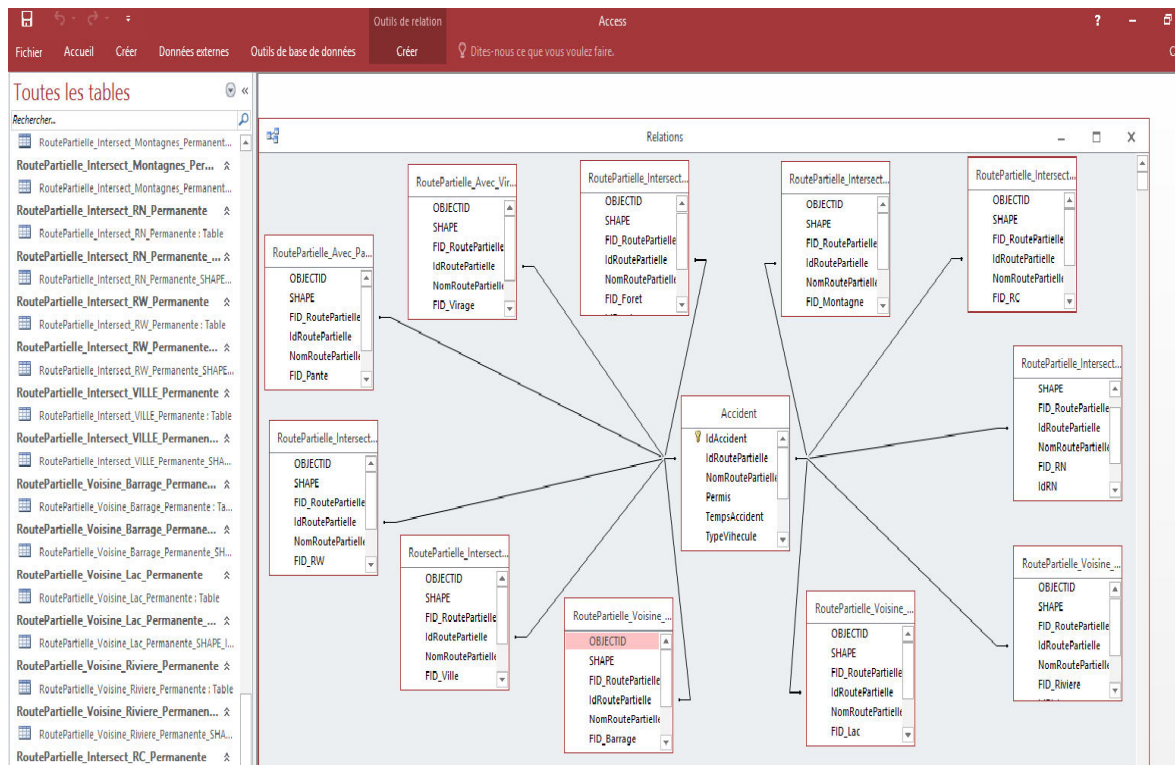 Outils de relation
Access
?
Fichier
Accueil
Créer
Données externes
Outils de base de données
Créer
Dites-nous ce que vous voulez faire.
Toutes les tables
«
Rechercher...
RoutePartielle_Intersect_Montagnes_Permanent...
RoutePartielle_Intersect_Montagnes_Per...
RoutePartielle_Intersect_Montagnes_Permanent...
RoutePartielle_Intersect_RN_Permanente
RoutePartielle_Intersect_RN_Permanente : Table
RoutePartielle_Intersect_RN_Permanente_...
RoutePartielle_Intersect_RN_Permanente_SHAPE...
RoutePartielle_Intersect_RW_Permanente
RoutePartielle_Intersect_RW_Permanente : Table
RoutePartielle_Intersect_RW_Permanente...
RoutePartielle_Intersect_RW_Permanente_SHAPE...
RoutePartielle_Intersect_VILLE_Permanente
RoutePartielle_Intersect_VILLE_Permanente : Table
RoutePartielle_Intersect_VILLE_Permanen...
RoutePartielle_Intersect_VILLE_Permanente_SHA...
RoutePartielle_Voisine_Barrage_Permane...
RoutePartielle_Voisine_Barrage_Permanente : Ta...
RoutePartielle_Voisine_Barrage_Permane...
RoutePartielle_Voisine_Barrage_Permanente_SH...
RoutePartielle_Voisine_Lac_Permanente
RoutePartielle_Voisine_Lac_Permanente : Table
RoutePartielle_Voisine_Lac_Permanente_...
RoutePartielle_Voisine_Lac_Permanente_SHAPE_I...
RoutePartielle_Voisine_Riviere_Permanente
RoutePartielle_Voisine_Riviere_Permanente : Table
RoutePartielle_Voisine_Riviere_Permanen...
RoutePartielle_Voisine_Riviere_Permanente_SHA...
RoutePartielle_Intersect_RC_Permanente
Relations
RoutePartielle_Avec_Pa...
OBJECTID
SHAPE
FID_RoutePartielle
IdRoutePartielle
NomRoutePartielle
FID_Pante
RoutePartielle_Avec_Vir...
OBJECTID
SHAPE
FID_RoutePartielle
IdRoutePartielle
NomRoutePartielle
FID_Virage
RoutePartielle_Intersect...
OBJECTID
SHAPE
FID_RoutePartielle
IdRoutePartielle
NomRoutePartielle
FID_Foret
RoutePartielle_Intersect...
OBJECTID
SHAPE
FID_RoutePartielle
IdRoutePartielle
NomRoutePartielle
FID_Montagne
RoutePartielle_Intersect...
OBJECTID
SHAPE
FID_RoutePartielle
IdRoutePartielle
NomRoutePartielle
FID_RC
RoutePartielle_Intersect...
SHAPE
FID_RoutePartielle
IdRoutePartielle
NomRoutePartielle
FID_RN
IdRN
Accident
IdAccident
IdRoutePartielle
NomRoutePartielle
Permis
TempsAccident
TypeVihecule
RoutePartielle_Intersect...
OBJECTID
SHAPE
FID_RoutePartielle
IdRoutePartielle
NomRoutePartielle
FID_RW
RoutePartielle_Intersect...
OBJECTID
SHAPE
FID_RoutePartielle
IdRoutePartielle
NomRoutePartielle
FID_Ville
RoutePartielle_Voisine_...
OBJECTID
SHAPE
FID_RoutePartielle
IdRoutePartielle
NomRoutePartielle
FID_Barrage
RoutePartielle_Voisine_...
OBJECTID
SHAPE
FID_RoutePartielle
IdRoutePartielle
NomRoutePartielle
FID_Lac
RoutePartielle_Voisine_...
OBJECTID
SHAPE
FID_RoutePartielle
IdRoutePartielle
NomRoutePartielle
FID_Riviere